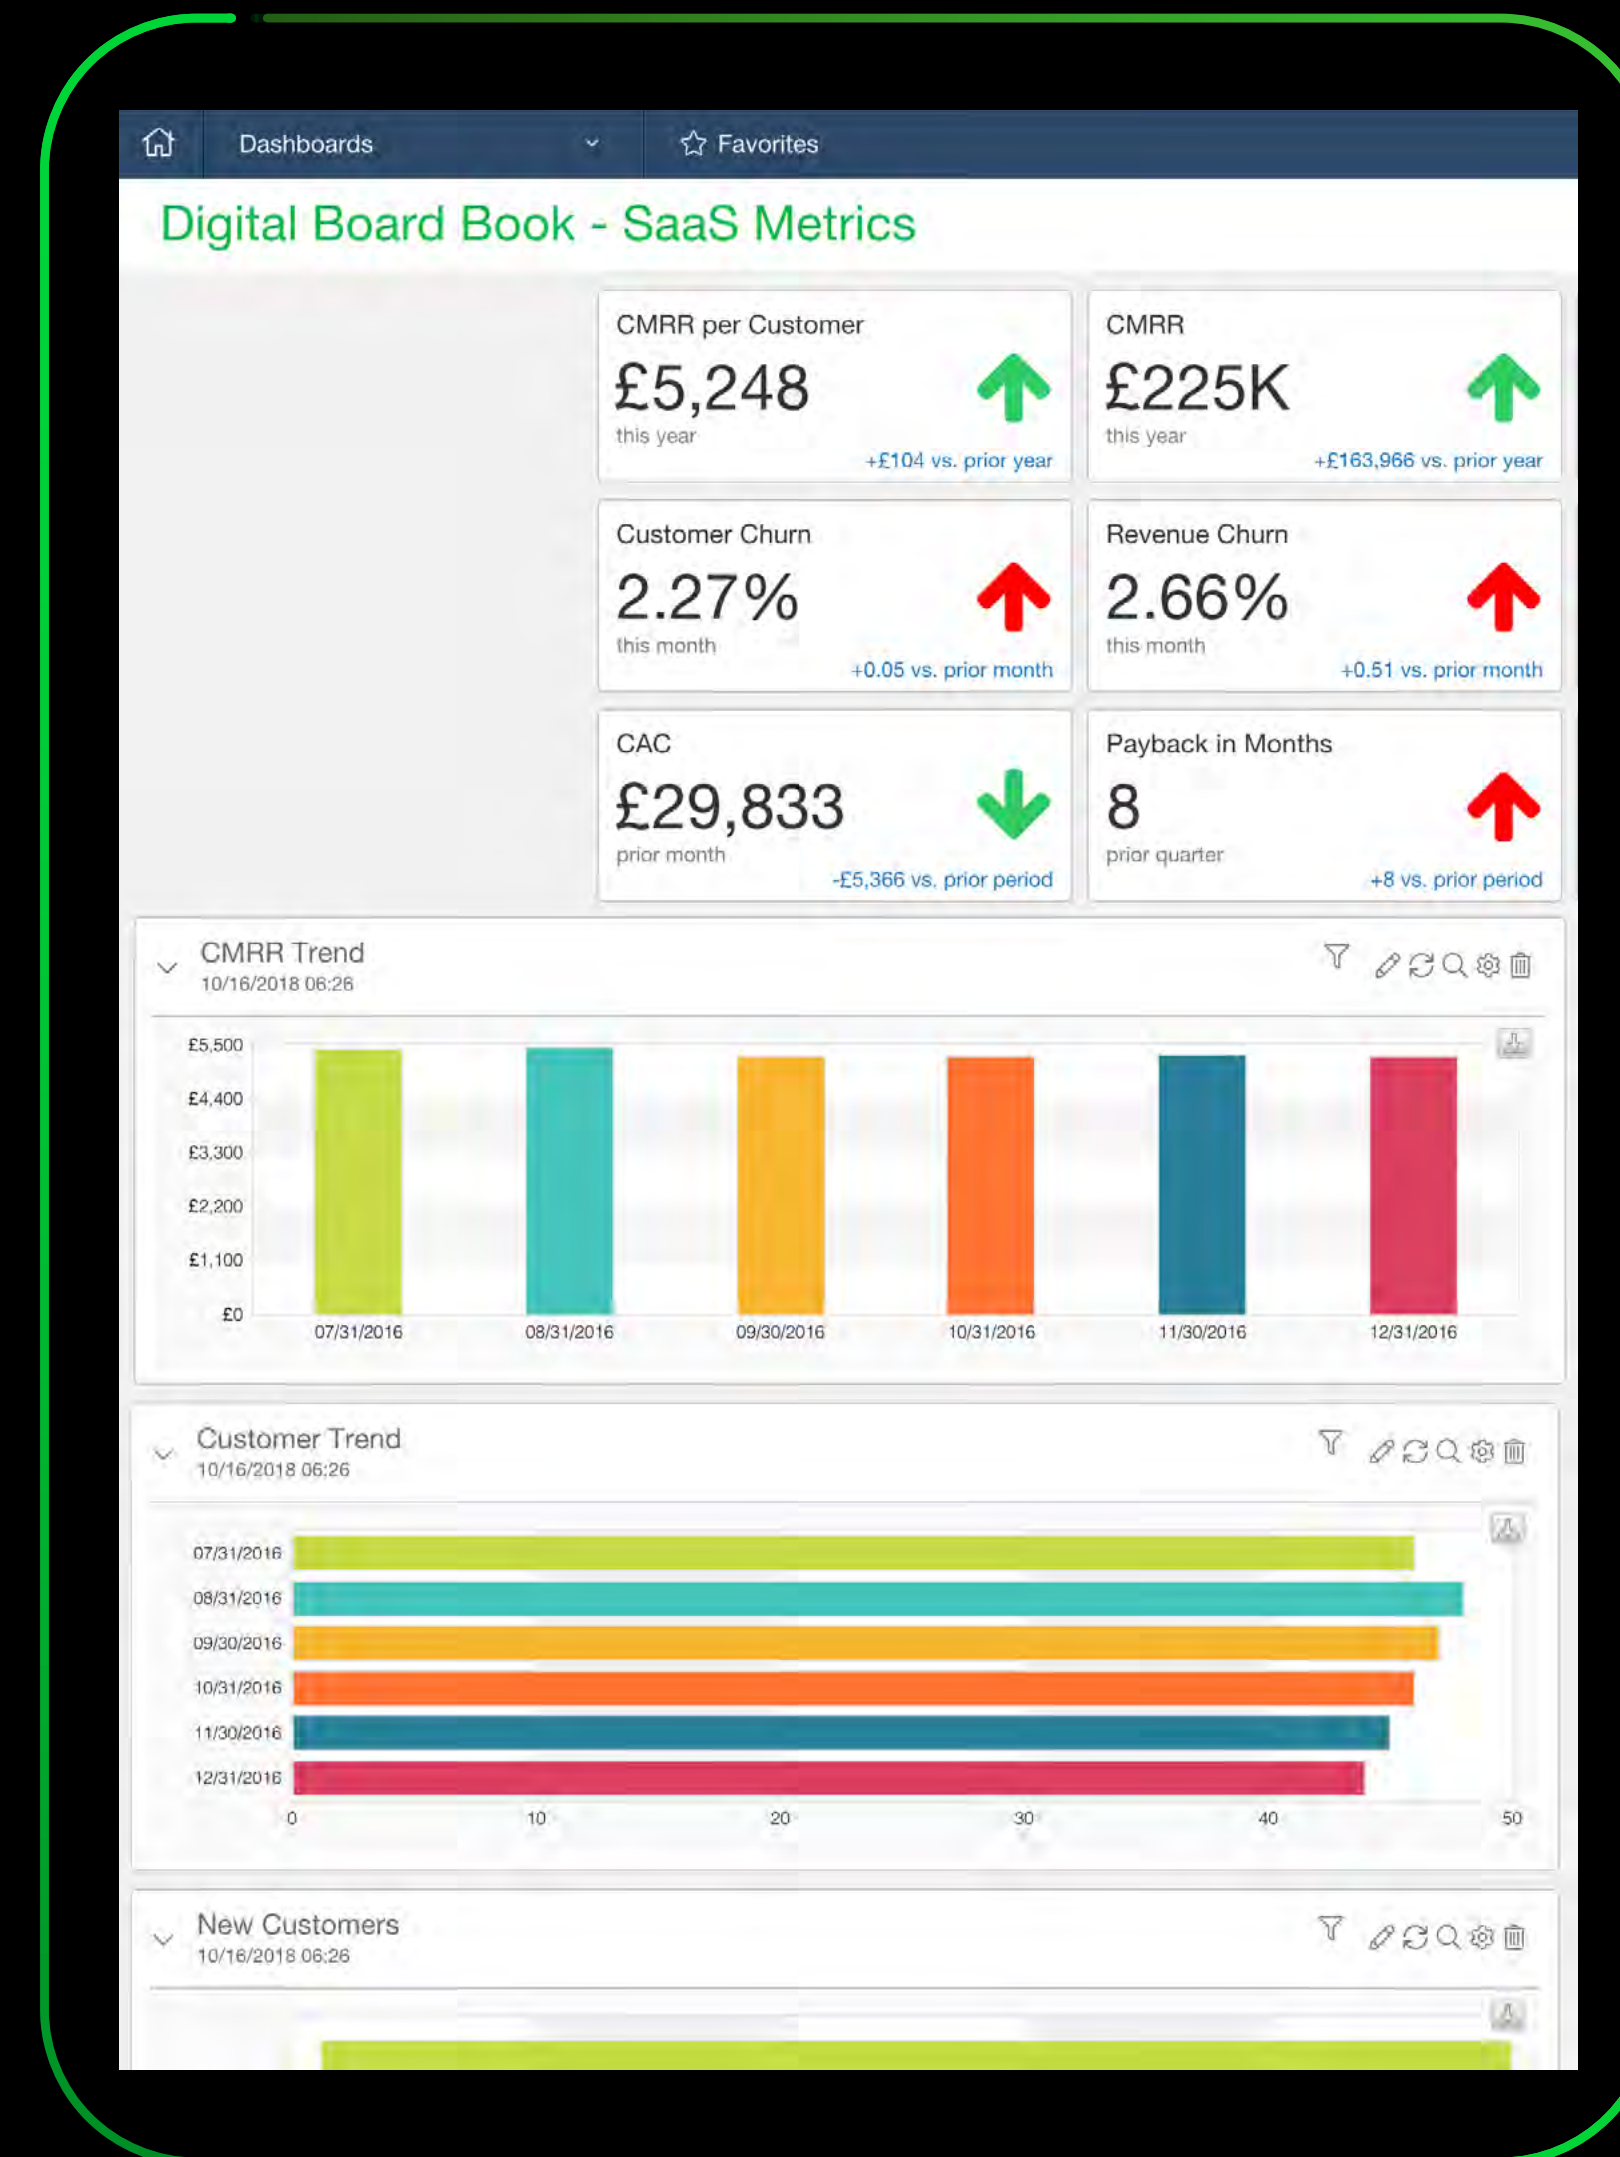 Dashboards
Favorites
Digital Board Book - SaaS Metrics
CMRR per Customer
£5,248
this year
+£104 vs. prior year
CMRR
£225K
this year
+£163,966 vs. prior year
Customer Churn
2.27%
this month
+0.05 vs. prior month
Revenue Churn
2.66%
this month
+0.51 vs. prior month
CAC
£29,833
prior month
-£5,366 vs. prior period
Payback in Months
8
prior quarter
+8 vs. prior period
CMRR Trend
10/16/2018 06:26
£5,500
£4,400
£3,300
£2,200
£1,100
£0
07/31/2016 08/31/2016 09/30/2016 10/31/2016 11/30/2016 12/31/2016
Customer Trend
10/16/2018 06:26
07/31/2016
08/31/2016
09/30/2016
10/31/2016
11/30/2016
12/31/2016
0 10 20 30 40 50
New Customers
10/16/2018 06:26